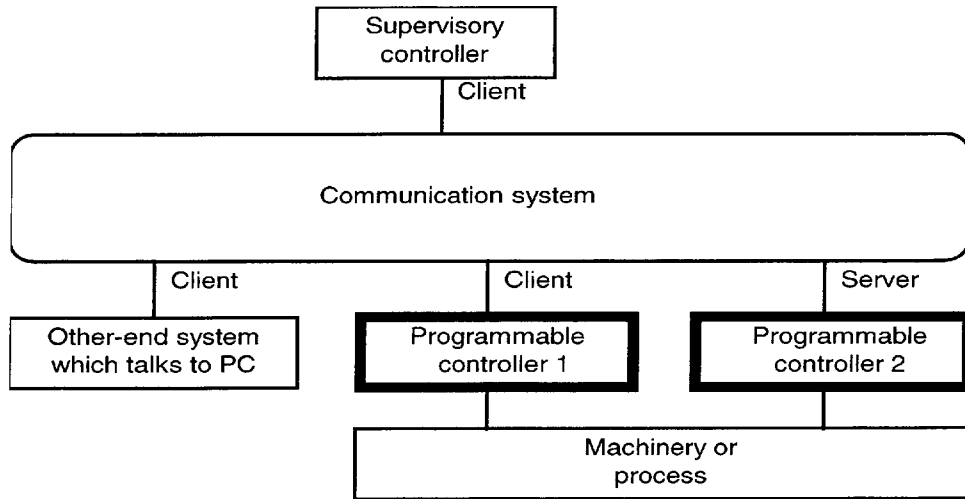 Supervisory
controller
Client
Communication system
Client
Client
Server
Other-end system
which talks to PC
Programmable
controller 1
Programmable
controller 2
Machinery or
process